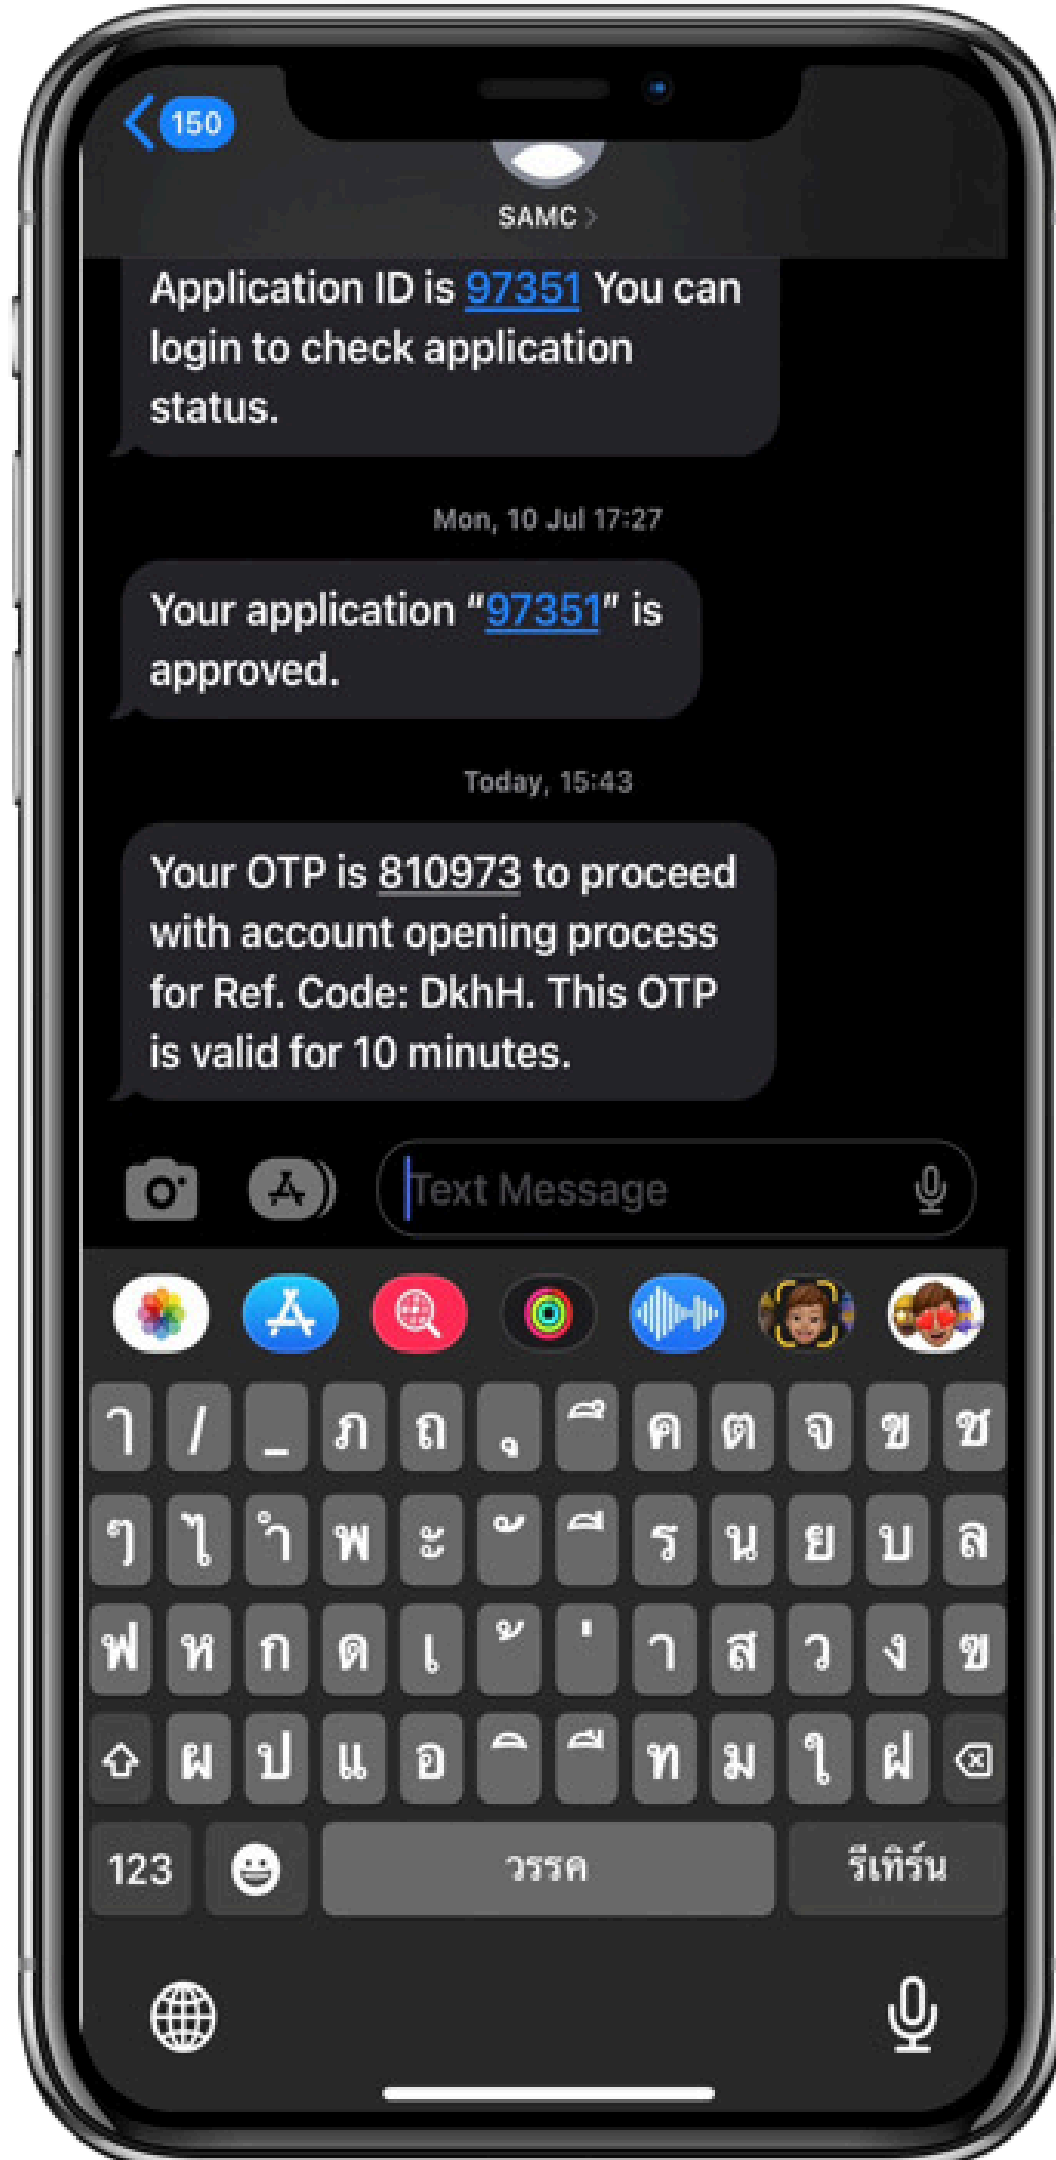 150
SAMC
Application ID is 97351 You can
login to check application
status.
Mon, 10 Jul 17:27
Your application “97351” is
approved.
Today, 15:43
Your OTP is 810973 to proceed
with account opening process
for Ref. Code: DkhH. This OTP
is valid for 10 minutes.
Text Message
ๅ / _ ภ ถ ุ ึ ค ต จ ข ช
ๆ ไ ำ พ ะ ั ี ร น ย บ ล
ฟ ห ก ด เ ้ ่ า ส ว ง ฃ
ผ ป แ อ ิ ื ท ม ใ ฝ
123 วรรค รีเทิร์น